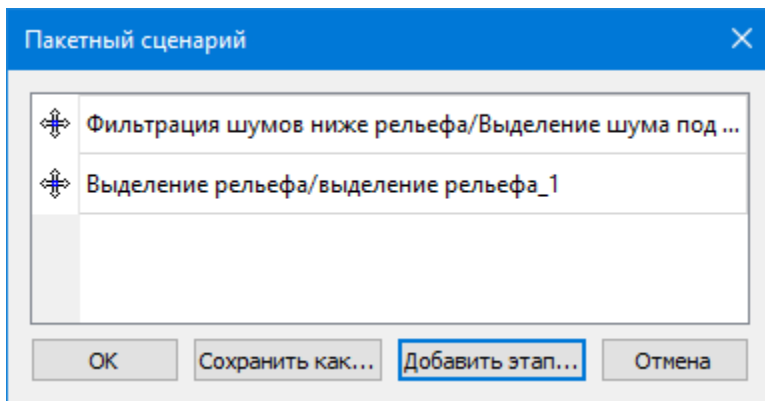 Пакетный сценарий
Фильтрация шумов ниже рельефа/Выделение шума под ...
Выделение рельефа/выделение рельефа_1
OK
Сохранить как...
Добавить этап...
Отмена